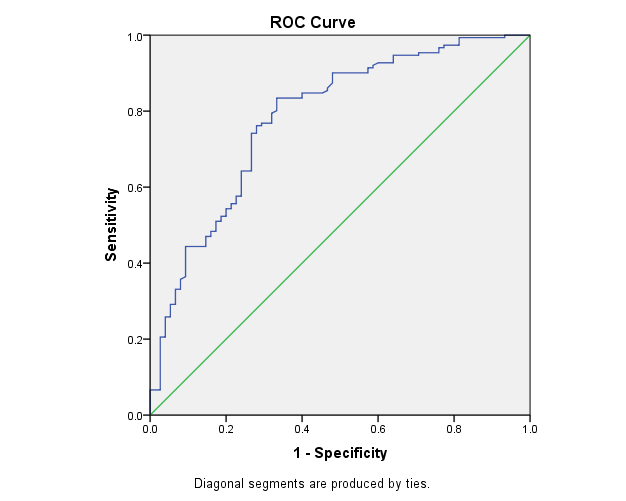 ROC Curve
1.0
0.8
0.6
0.4
0.2
0.0
Sensitivity
0.0 0.2 0.4 0.6 0.8 1.0
1 - Specificity
Diagonal segments are produced by ties.